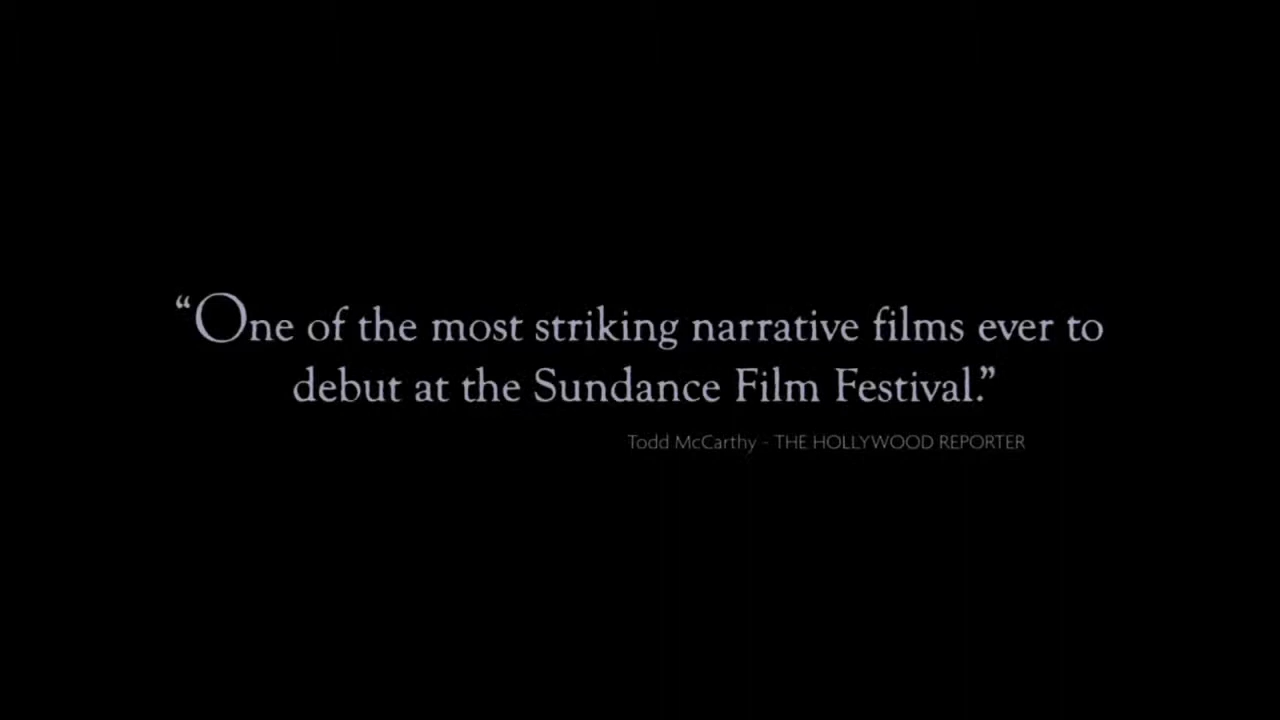 “One of the most striking narrative films ever to
debut at the Sundance Film Festival.”
Todd McCarthy - THE HOLLYWOOD REPORTER